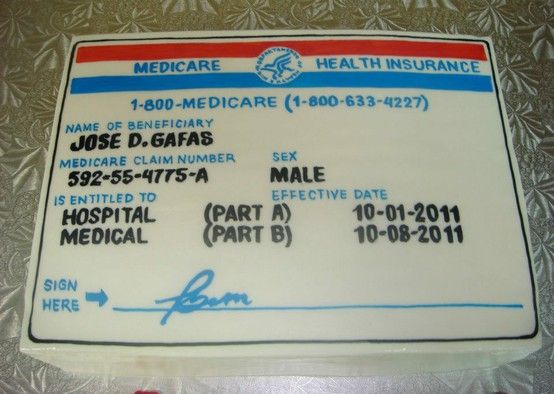 MEDICARE HEALTH INSURANCE
1-800-MEDICARE (1-800-633-4227)
NAME OF BENEFICIARY
JOSE D. GAFAS
MEDICARE CLAIM NUMBER SEX
592-55-4775-A MALE
IS ENTITLED TO EFFECTIVE DATE
HOSPITAL (PART A) 10-01-2011
MEDICAL (PART B) 10-08-2011
SIGN
HERE